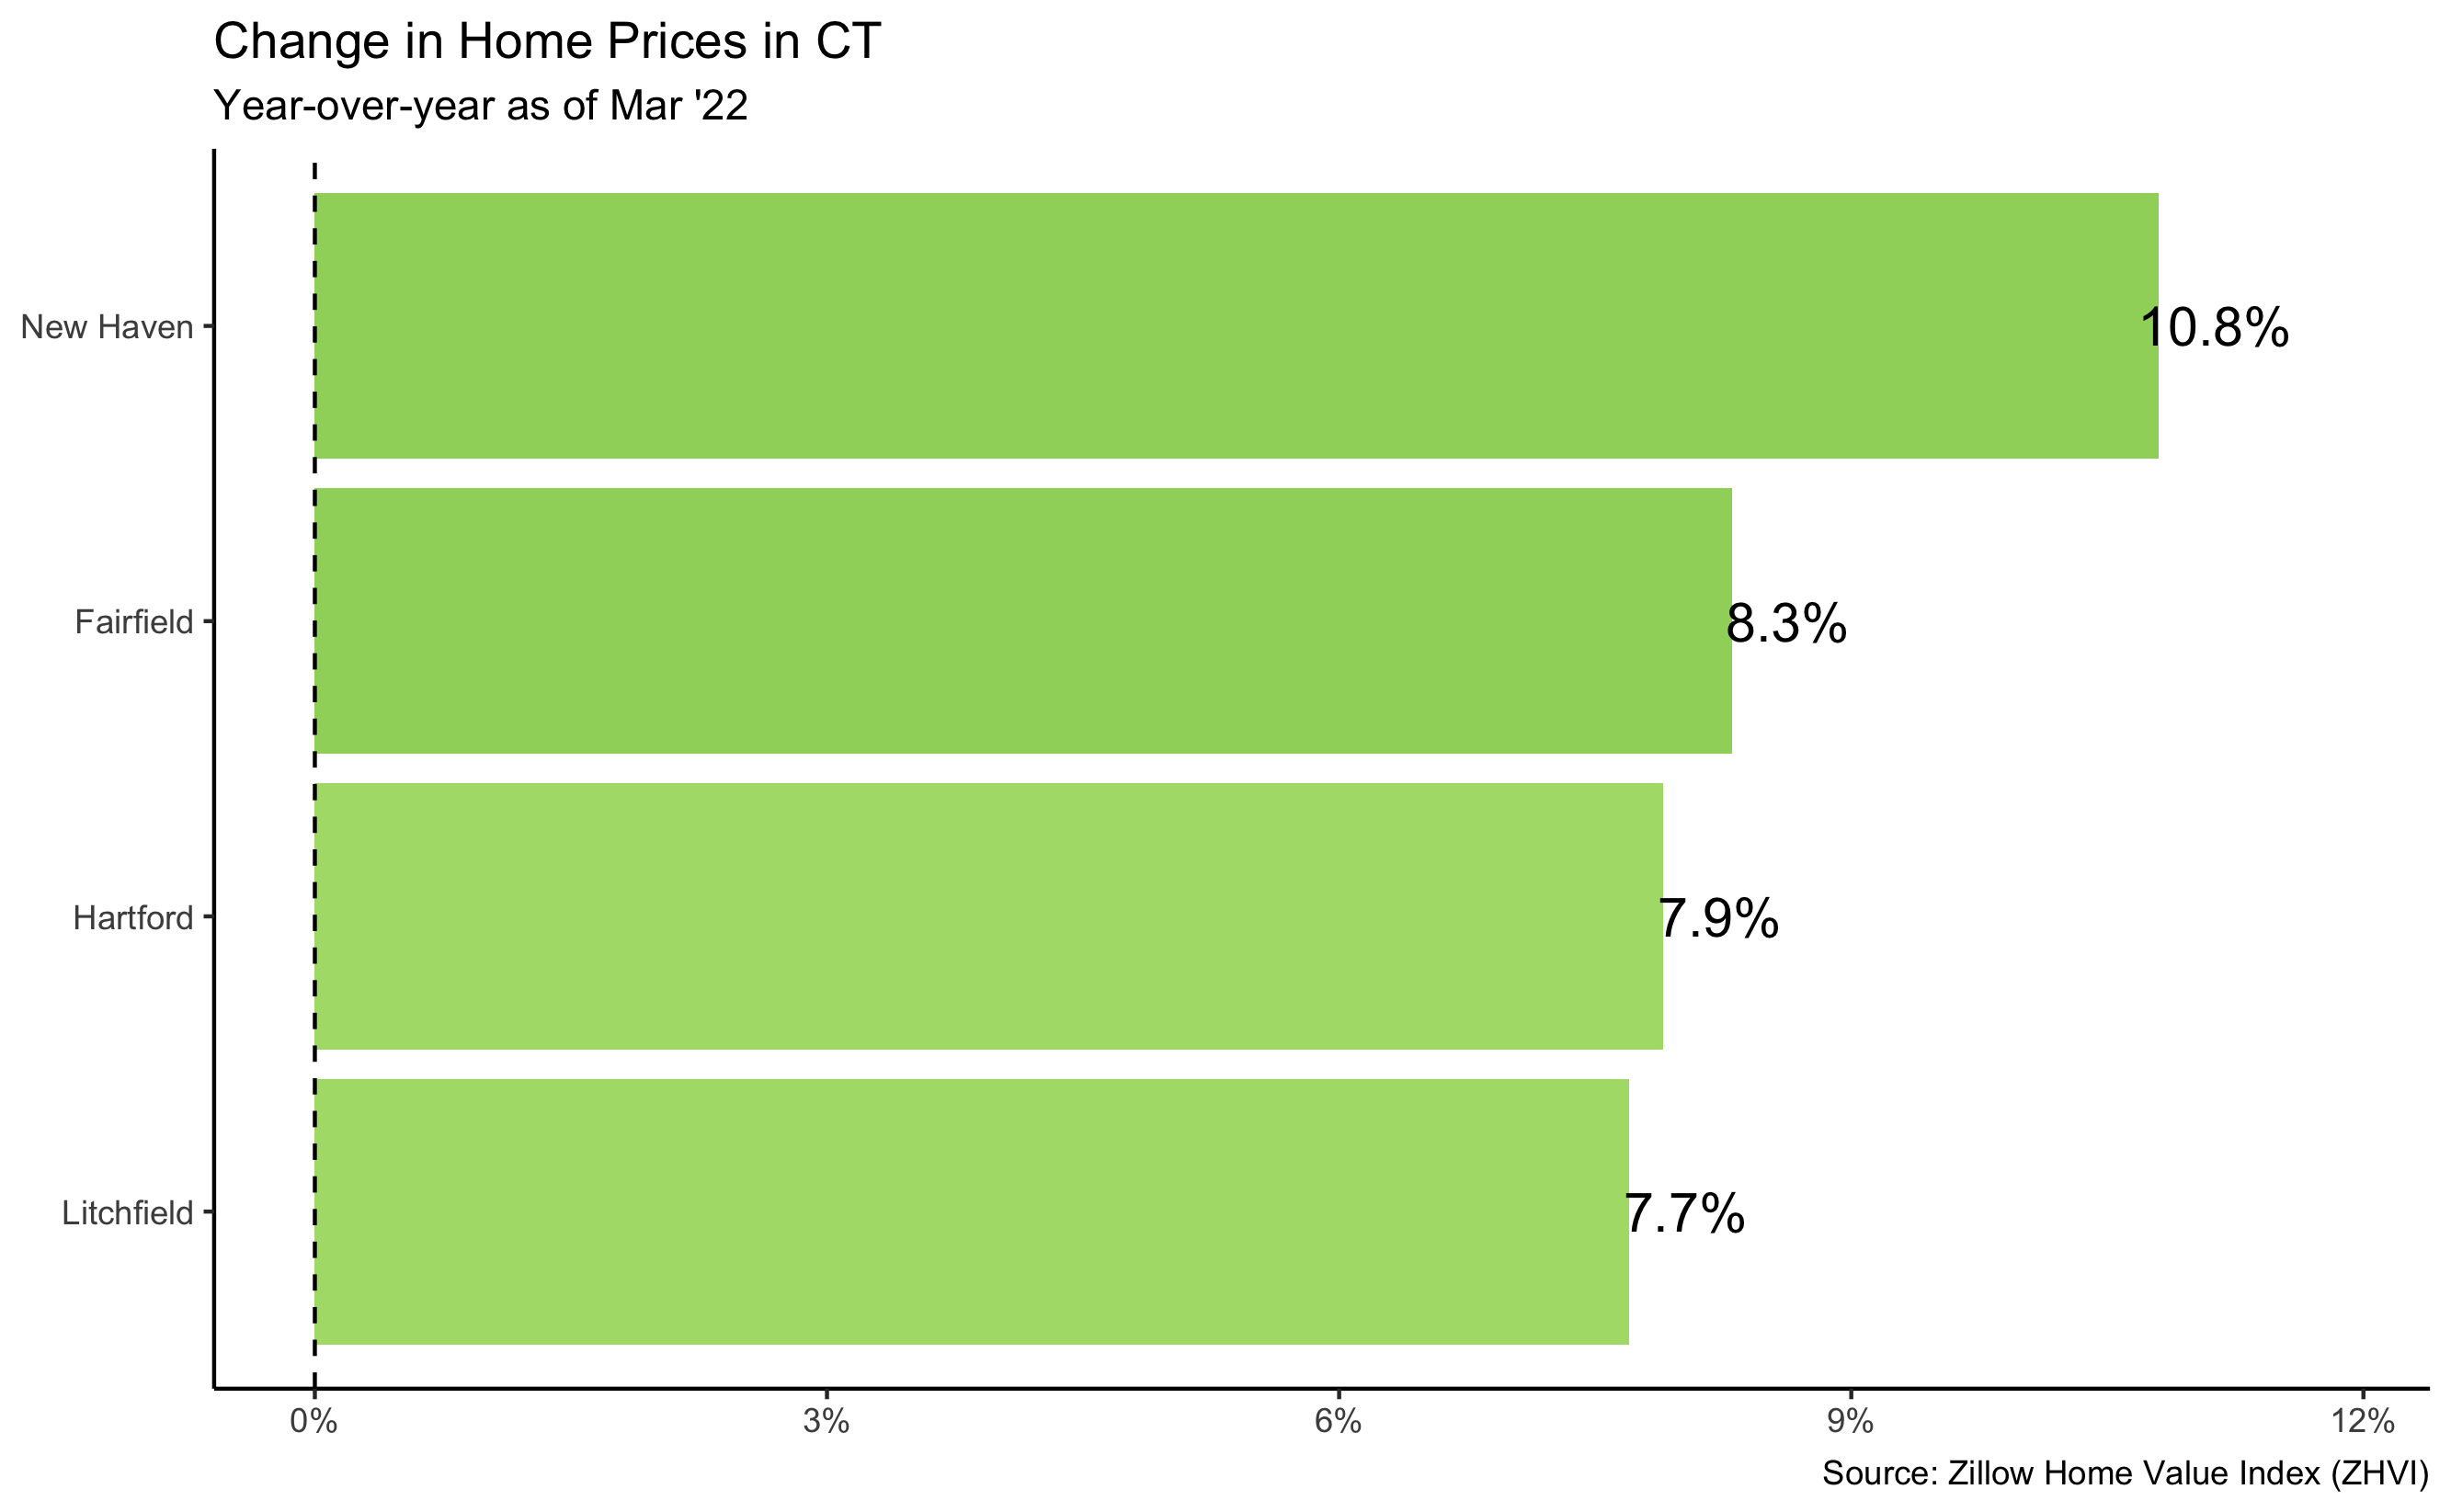 Change in Home Prices in CT
Year-over-year as of Mar '22
New Haven
10.8%
Fairfield
8.3%
Hartford
7.9%
Litchfield
7.7%
0%
3%
6%
9%
12%
Source: Zillow Home Value Index (ZHVI)